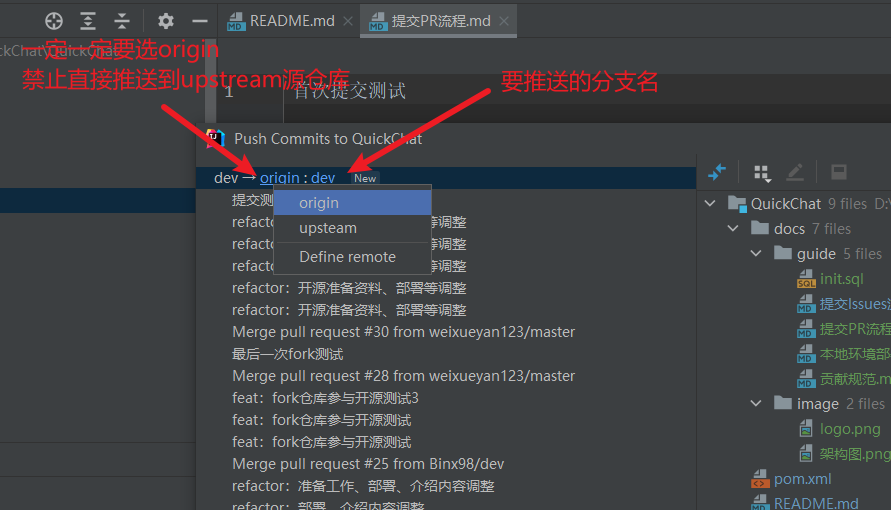 README.md
提交PR流程.md
ckChat\QuickChat
一定一定要选origin
禁止直接推送到upstream源仓库
要推送的分支名
1
首次提交测试
Push Commits to QuickChat
dev → origin : dev New
提交测
origin
refactor
等调整
upsteam
refactor
等调整
Define remote
refactor
等调整
refactor：开源准备资料、部署等调整
refactor：开源准备资料、部署等调整
Merge pull request #30 from weixueyan123/master
最后一次fork测试
Merge pull request #28 from weixueyan123/master
feat：fork仓库参与开源测试3
feat：fork仓库参与开源测试
feat：fork仓库参与开源测试
Merge pull request #25 from Binx98/dev
refactor：准备工作、部署、介绍内容调整
refactor：部署、介绍内容调整
QuickChat 9 files D:\
docs 7 files
guide 5 files
init.sql
提交Issues
提交PR流程
本地环境部
贡献规范.m
image 2 files
logo.png
架构图.png
pom.xml
README.md